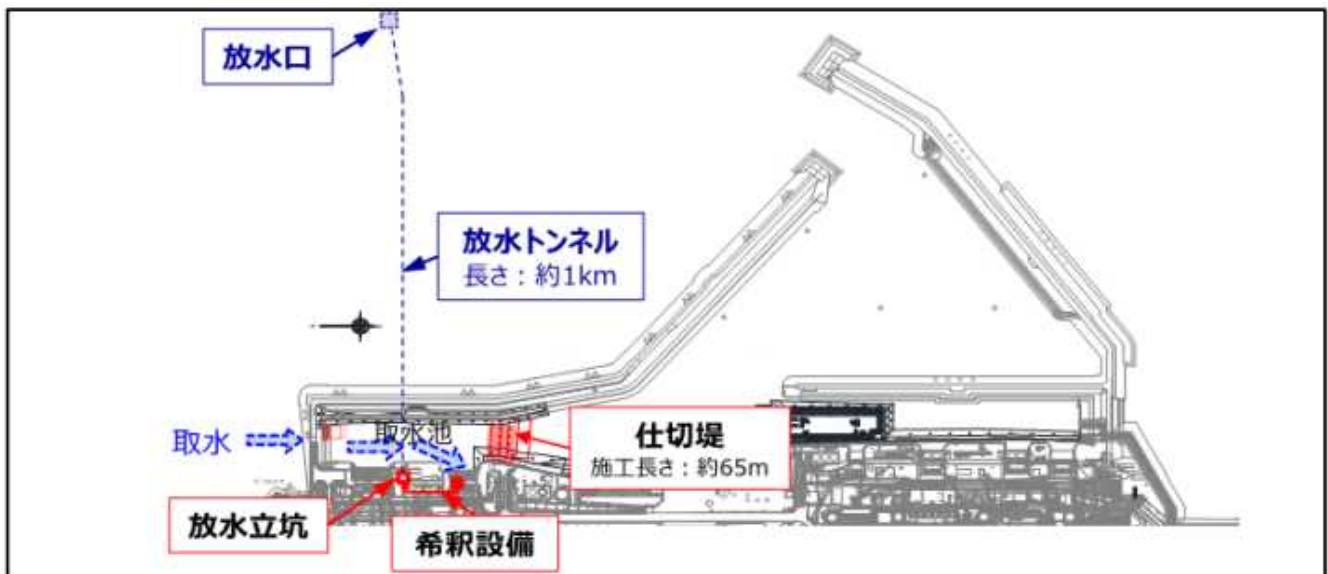 放水口
放水トンネル
長さ：約1km
取水
取水池
仕切堤
施工長さ：約65m
放水立坑
希釈設備